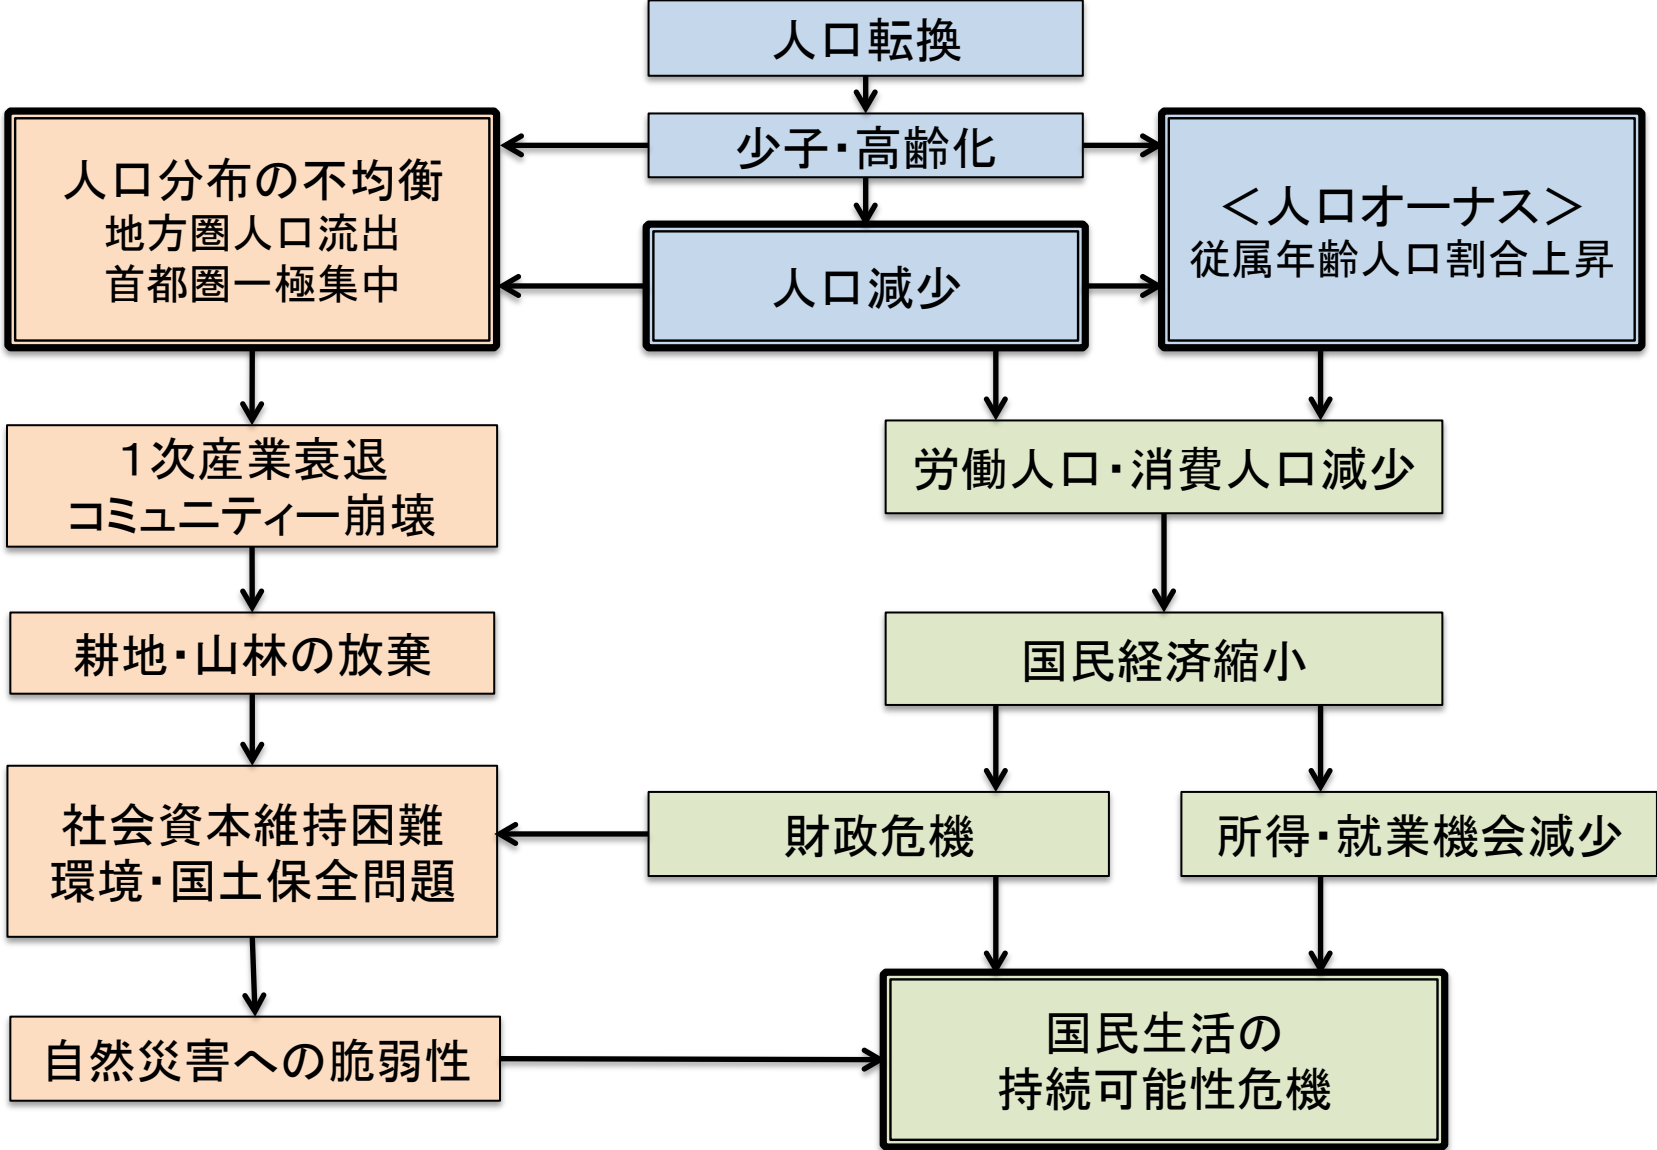 人口転換
少子・高齢化
人口分布の不均衡
地方圏人口流出
首都圏一極集中
人口減少
＜人口オーナス＞
従属年齢人口割合上昇
１次産業衰退
コミュニティー崩壊
労働人口・消費人口減少
耕地・山林の放棄
国民経済縮小
社会資本維持困難
環境・国土保全問題
財政危機
所得・就業機会減少
自然災害への脆弱性
国民生活の
持続可能性危機